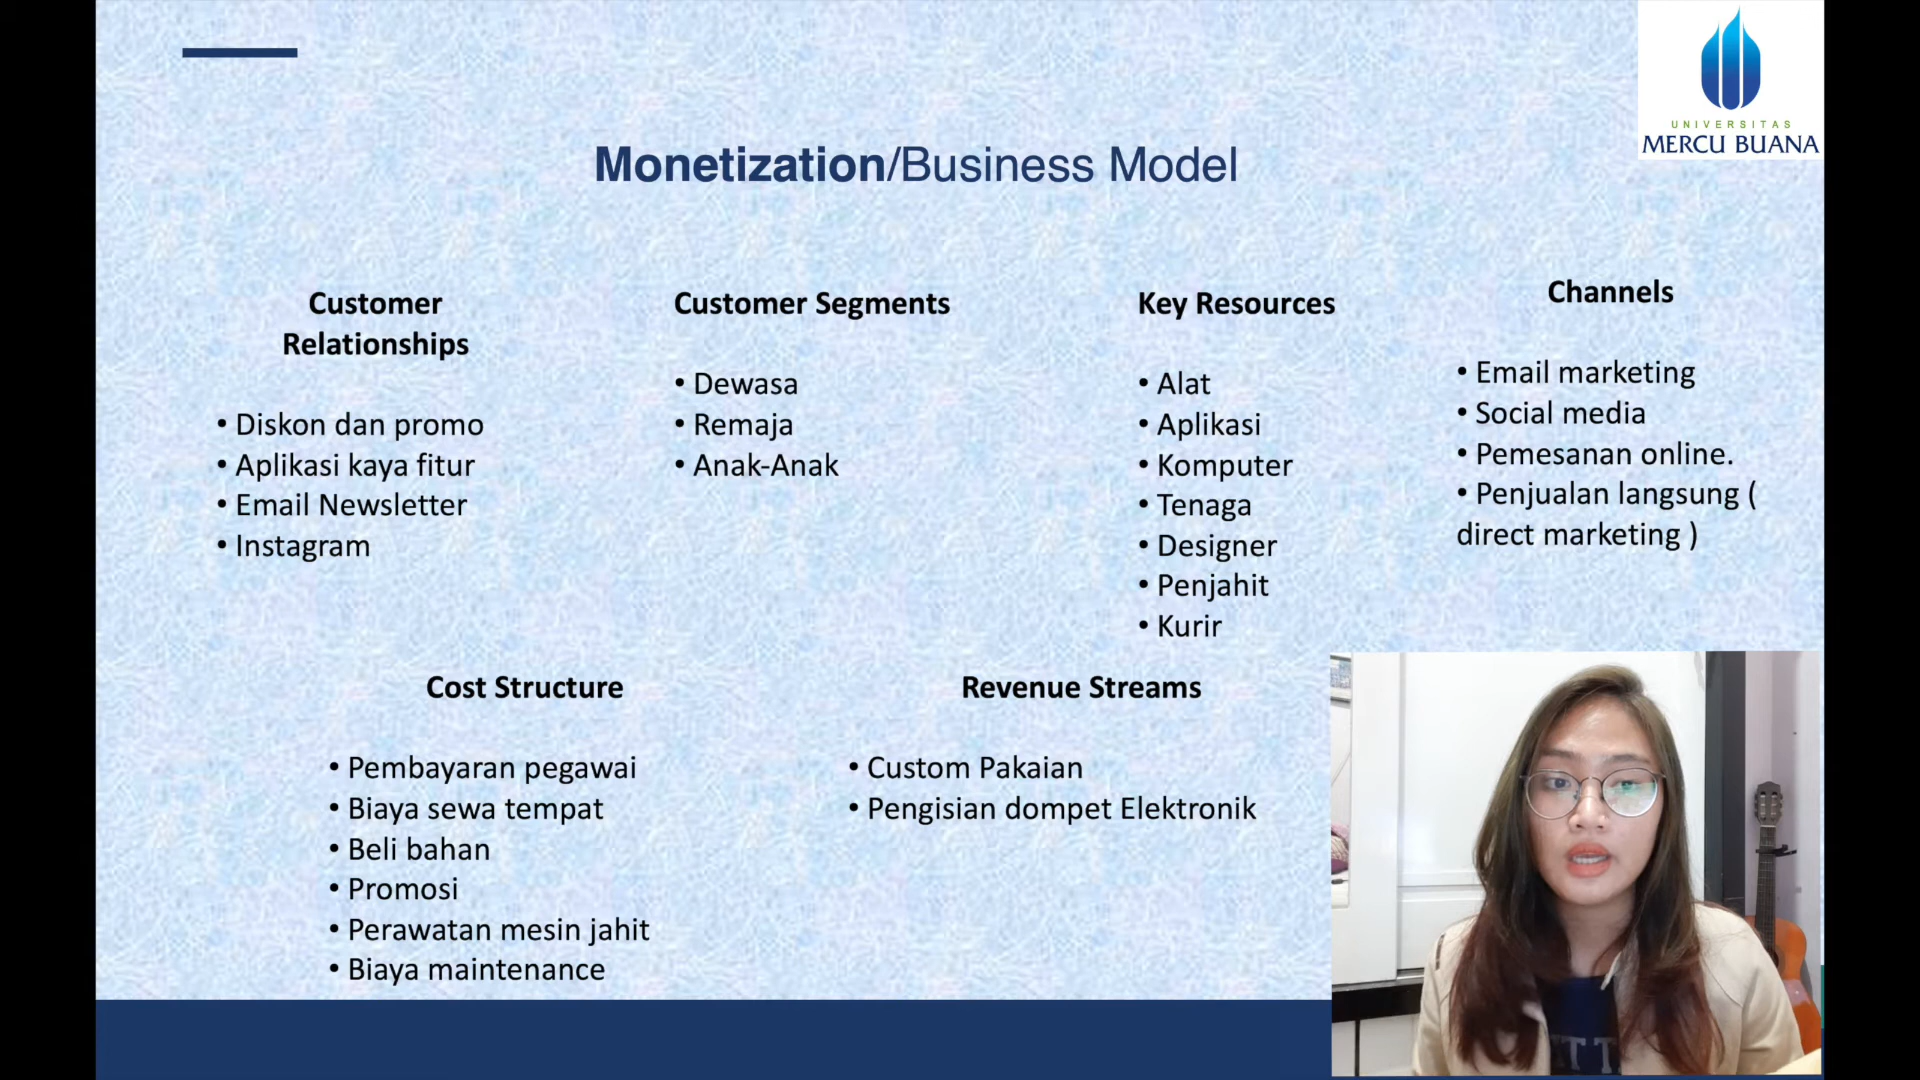 UNIVERSITAS
MERCU BUANA
Monetization/Business Model
Customer
Relationships
• Diskon dan promo
• Aplikasi kaya fitur
• Email Newsletter
• Instagram
Customer Segments
• Dewasa
• Remaja
• Anak-Anak
Key Resources
• Alat
• Aplikasi
• Komputer
• Tenaga
• Designer
• Penjahit
• Kurir
Channels
• Email marketing
• Social media
• Pemesanan online.
• Penjualan langsung (
direct marketing )
Cost Structure
• Pembayaran pegawai
• Biaya sewa tempat
• Beli bahan
• Promosi
• Perawatan mesin jahit
• Biaya maintenance
Revenue Streams
• Custom Pakaian
• Pengisian dompet Elektronik